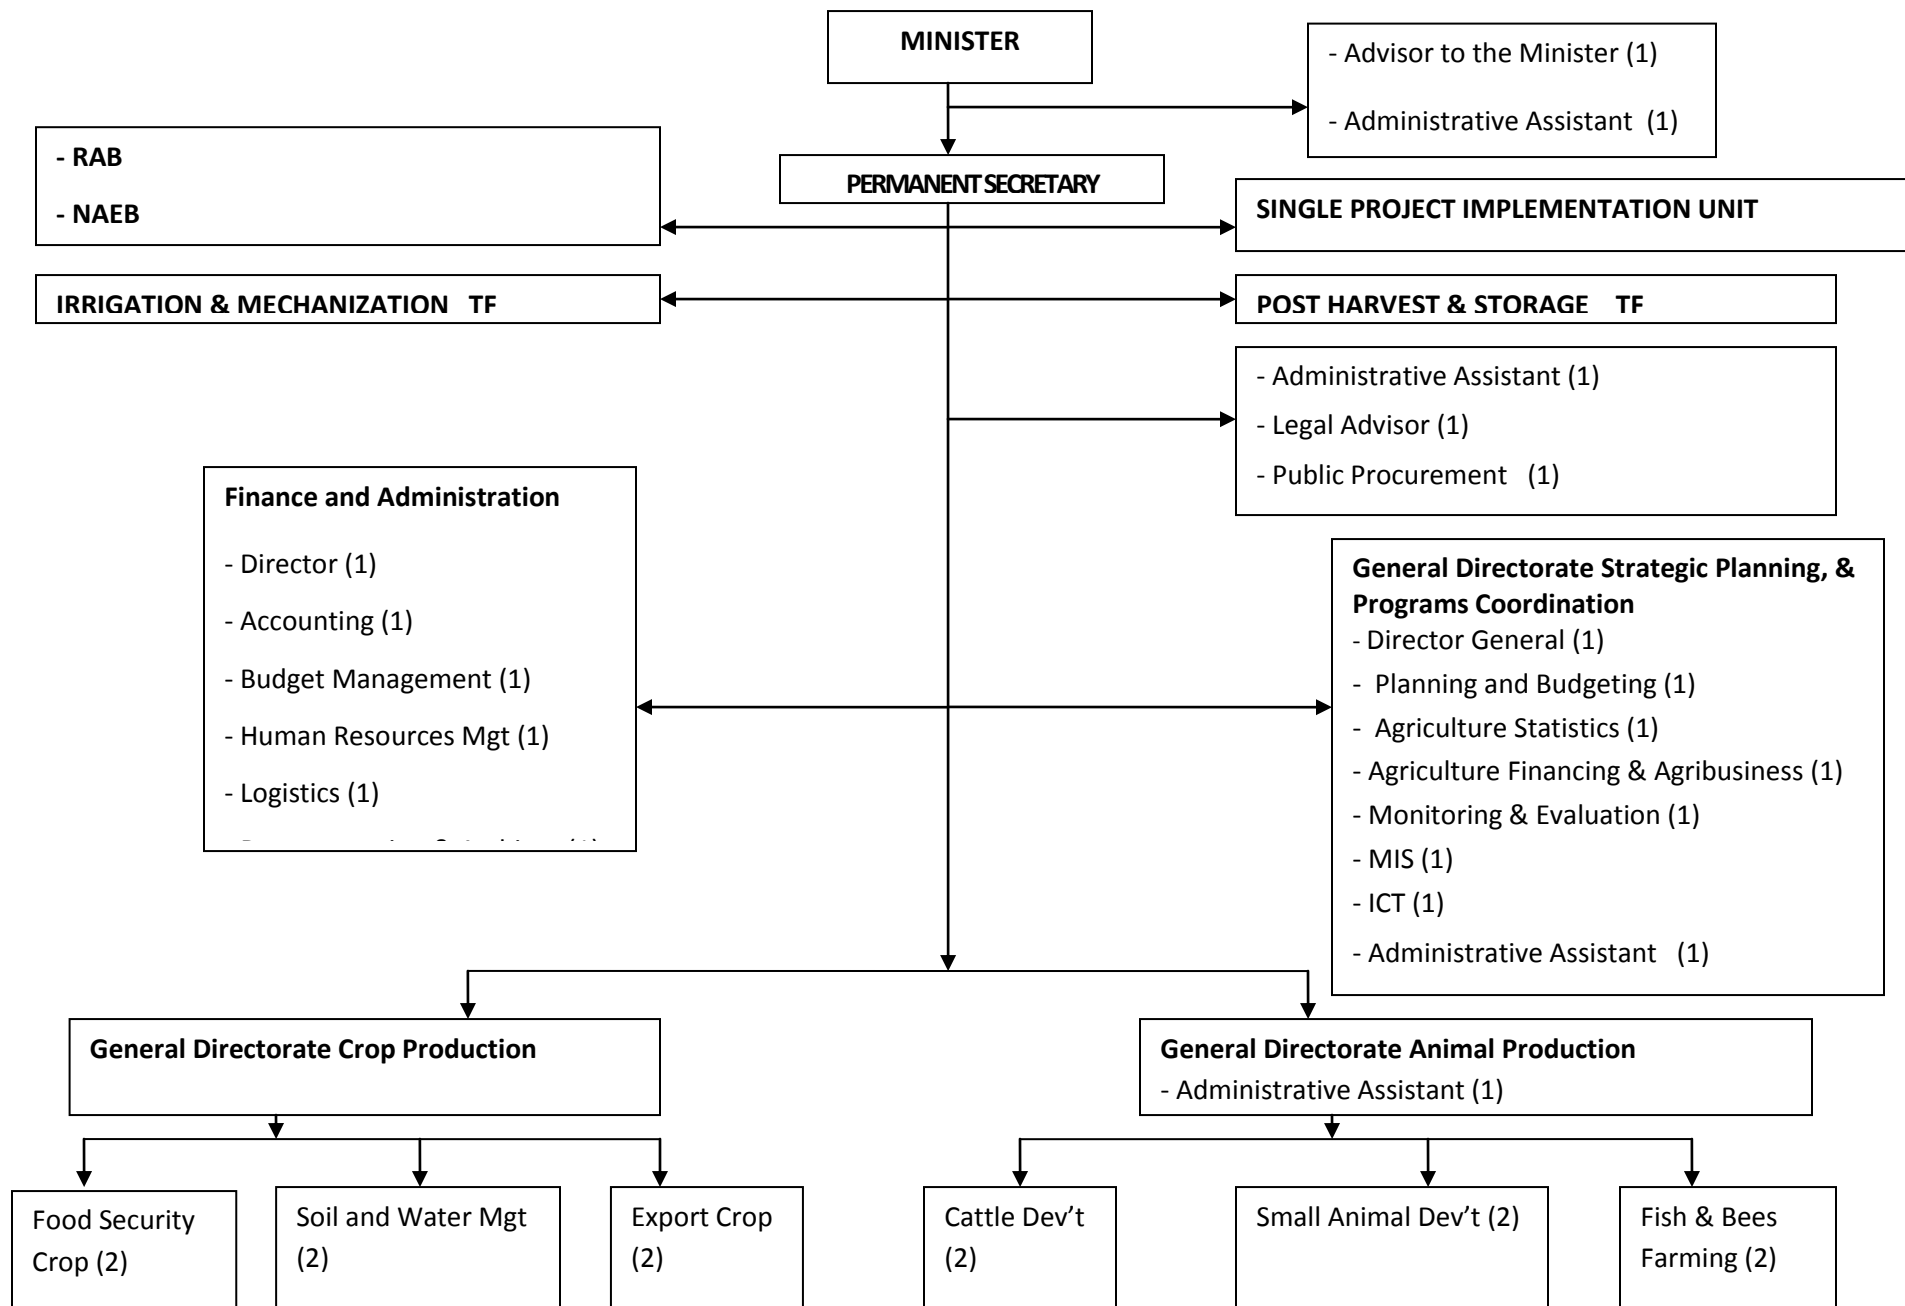 MINISTER
- Advisor to the Minister (1)
- Administrative Assistant (1)
- RAB
- NAEB
PERMANENT SECRETARY
SINGLE PROJECT IMPLEMENTATION UNIT
IRRIGATION & MECHANIZATION TF
POST HARVEST & STORAGE TF
- Administrative Assistant (1)
- Legal Advisor (1)
- Public Procurement (1)
Finance and Administration
- Director (1)
- Accounting (1)
- Budget Management (1)
- Human Resources Mgt (1)
- Logistics (1)
General Directorate Strategic Planning, &
Programs Coordination
- Director General (1)
- Planning and Budgeting (1)
- Agriculture Statistics (1)
- Agriculture Financing & Agribusiness (1)
- Monitoring & Evaluation (1)
- MIS (1)
- ICT (1)
- Administrative Assistant (1)
General Directorate Crop Production
General Directorate Animal Production
- Administrative Assistant (1)
Food Security
Crop (2)
Soil and Water Mgt
(2)
Export Crop
(2)
Cattle Dev't
(2)
Small Animal Dev't (2)
Fish & Bees
Farming (2)